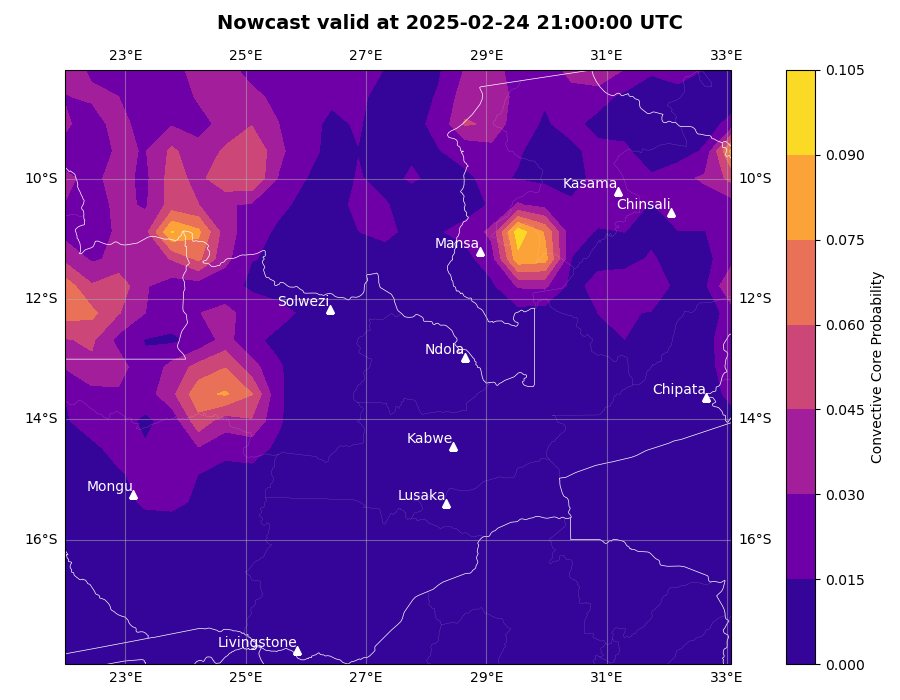 Nowcast valid at 2025-02-24 21:00:00 UTC
23°E 25°E 27°E 29°E 31°E 33°E
0.105
0.090
10°S 10°S
Kasama
Chinsali
0.075
Mansa
12°S 12°S
Solwezi
0.060
Ndola
Chipata
0.045
14°S 14°S
Kabwe
Mongu
Lusaka
0.030
16°S 16°S
0.015
Livingstone
0.000
23°E 25°E 27°E 29°E 31°E 33°E
Convective Core Probability